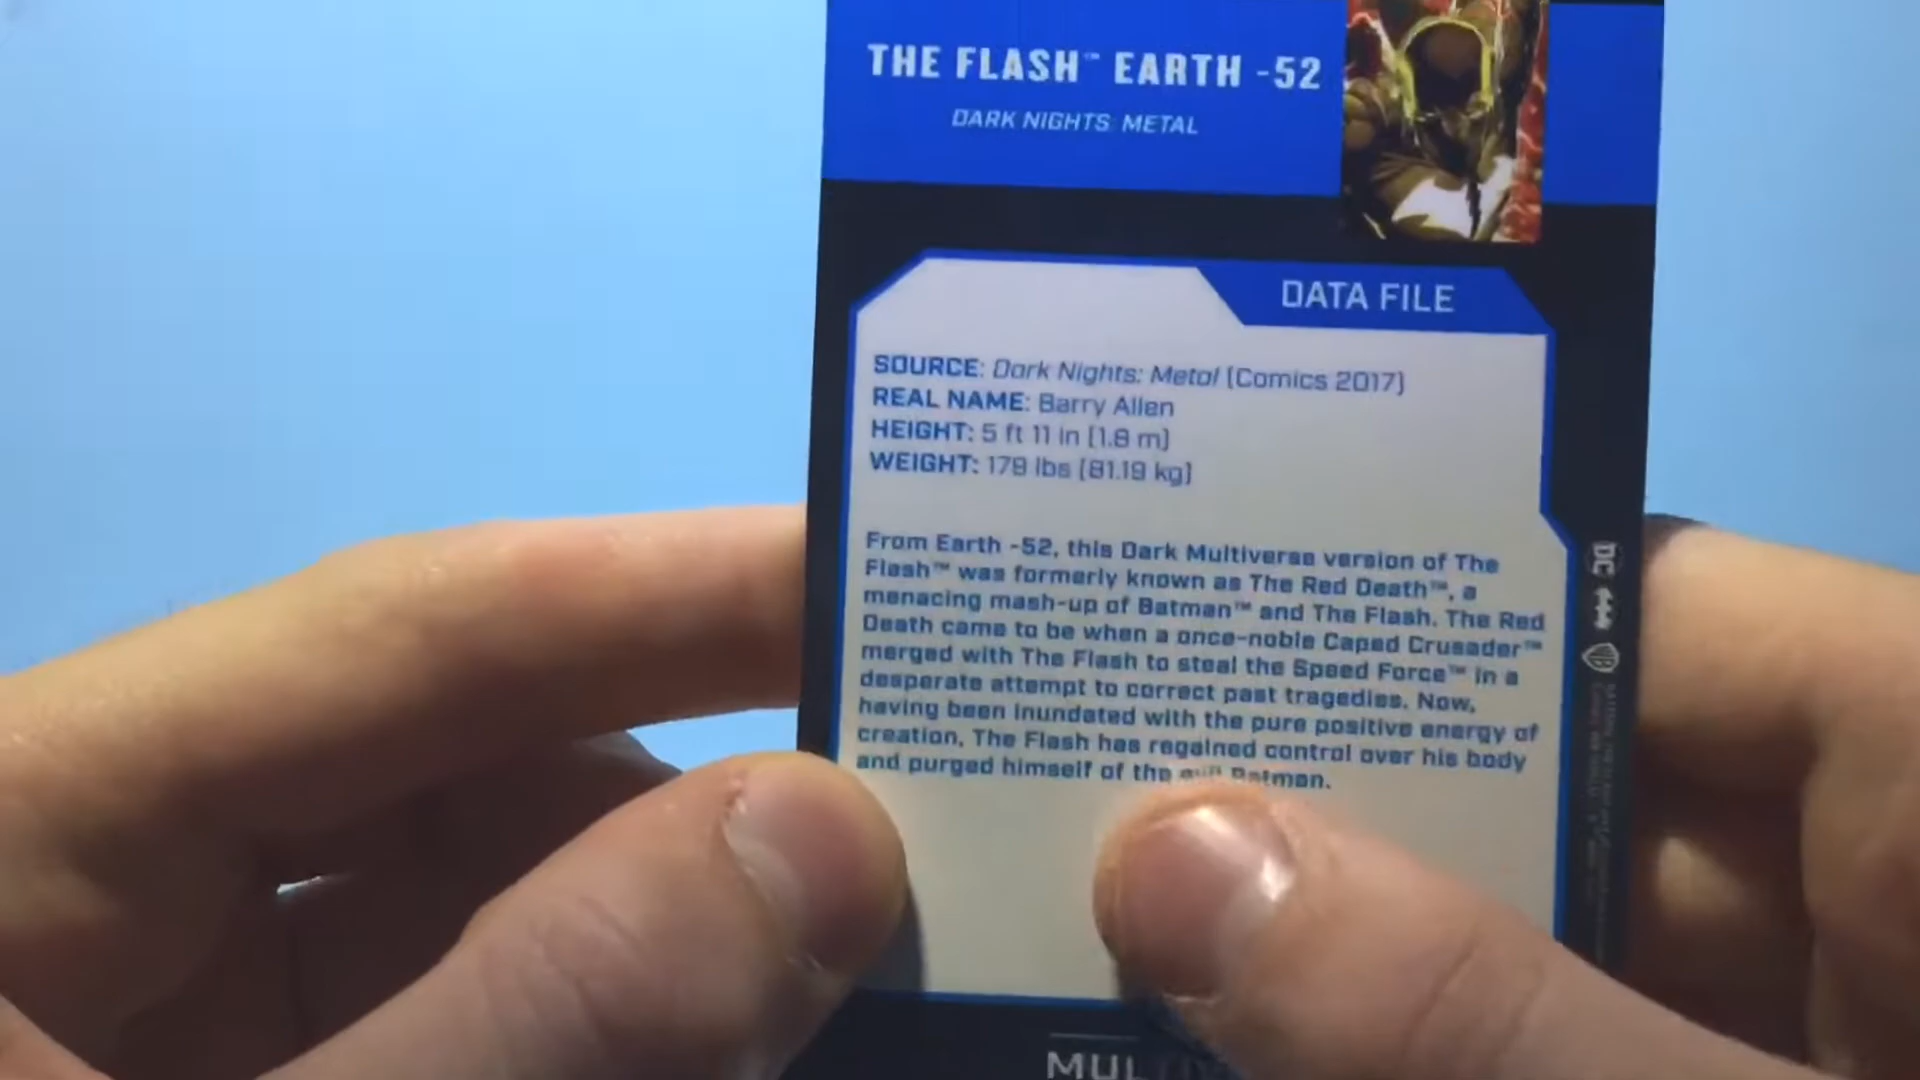 THE FLASH™ EARTH -52
DARK NIGHTS: METAL
DATA FILE
SOURCE: Dark Nights: Metal (Comics 2017)
REAL NAME: Barry Allen
HEIGHT: 5 ft 11 in (1.8 m)
WEIGHT: 179 lbs (81.19 kg)
From Earth -52, this Dark Multiverse version of The
Flash™ was formerly known as The Red Death™, a
menacing mash-up of Batman™ and The Flash. The Red
Death came to be when a once-noble Caped Crusader™
merged with The Flash to steal the Speed Force™ in a
desperate attempt to correct past tragedies. Now,
having been inundated with the pure positive energy of
creation, The Flash has regained control over his body
and purged himself of the evil Batman.
DC
WB
MUL